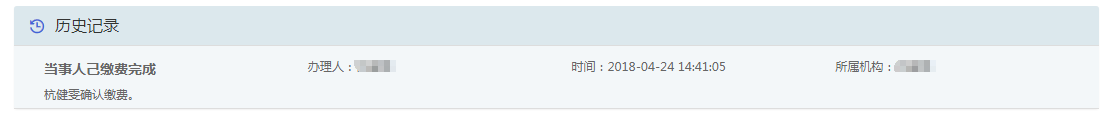 历史记录
当事人已缴费完成 办理人： 时间：2018-04-24 14:41:05 所属机构：
杭健雯确认缴费。